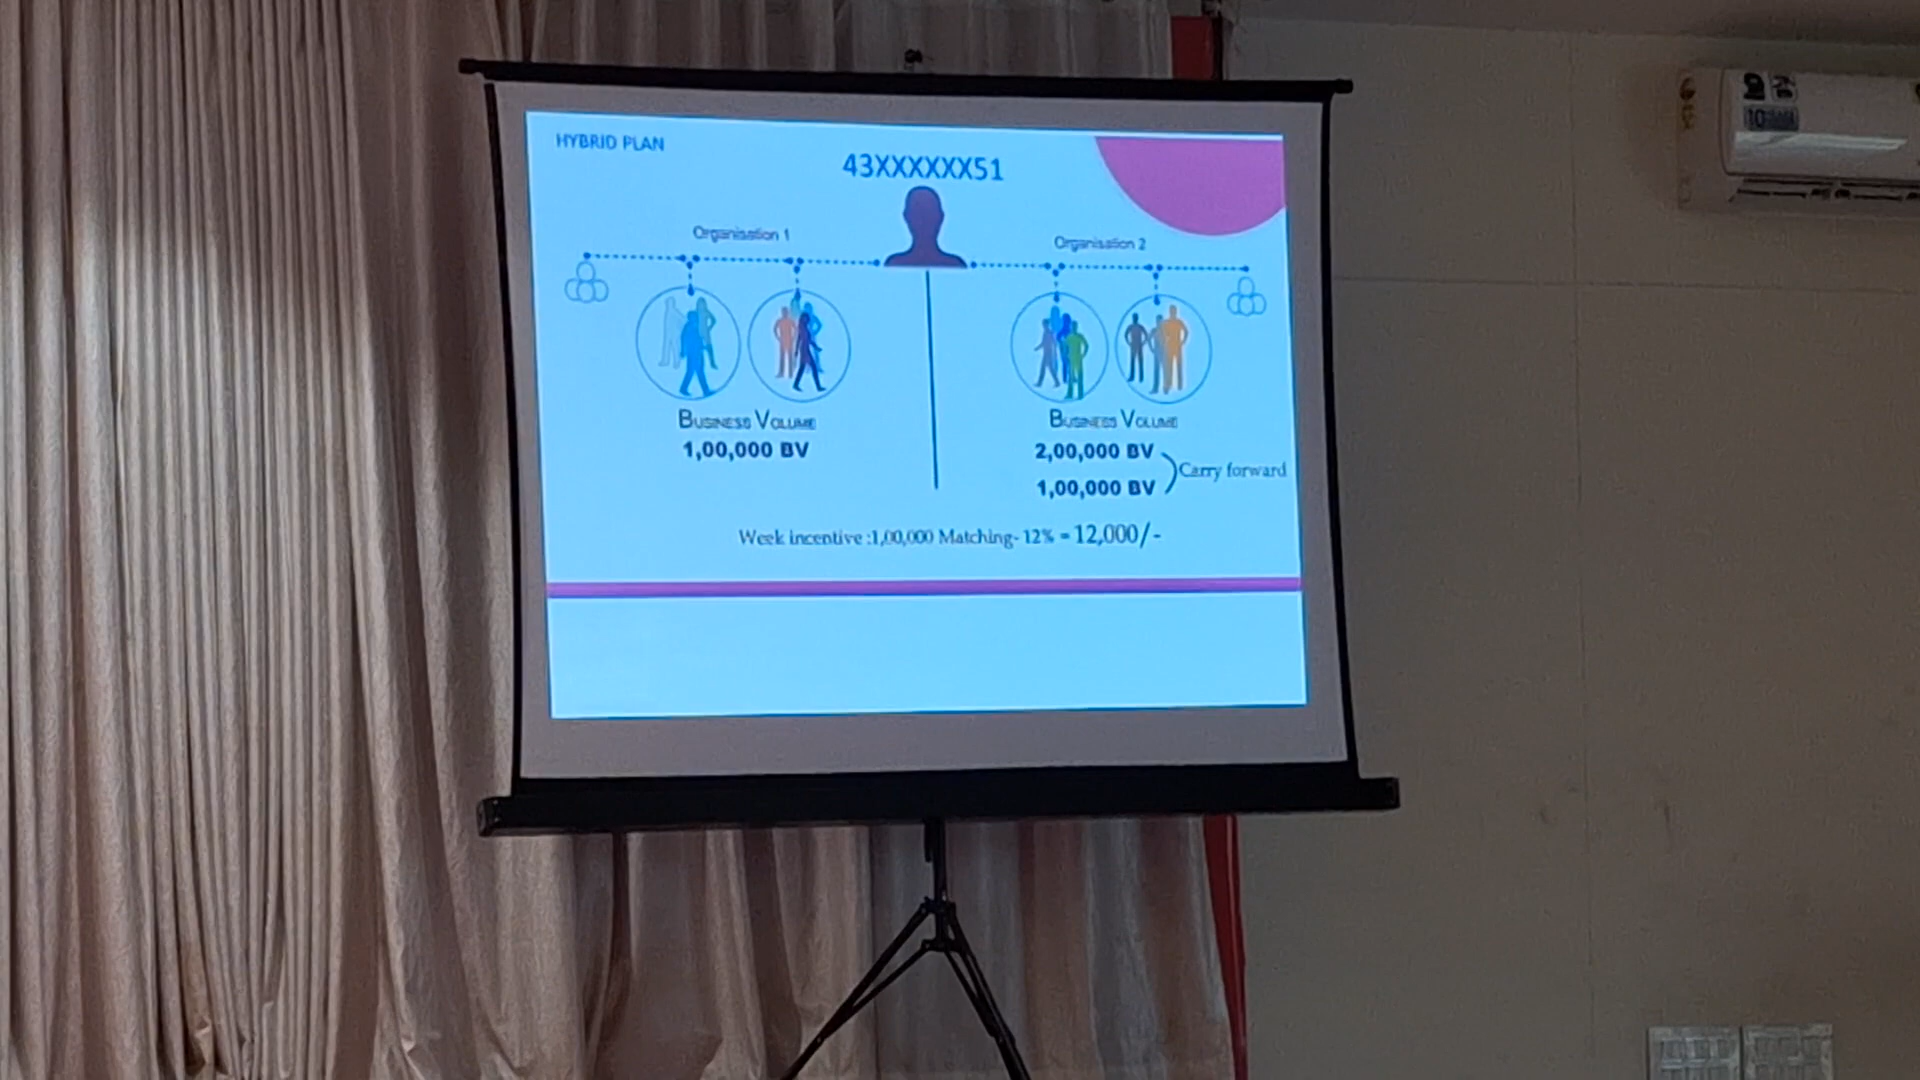 HYBRID PLAN
43XXXXXX51
Organisation 1
Organisation 2
BUSINESS VOLUME
1,00,000 BV
BUSINESS VOLUME
2,00,000 BV
1,00,000 BV
Carry forward
Week incentive :1,00,000 Matching- 12% = 12,000/-
10